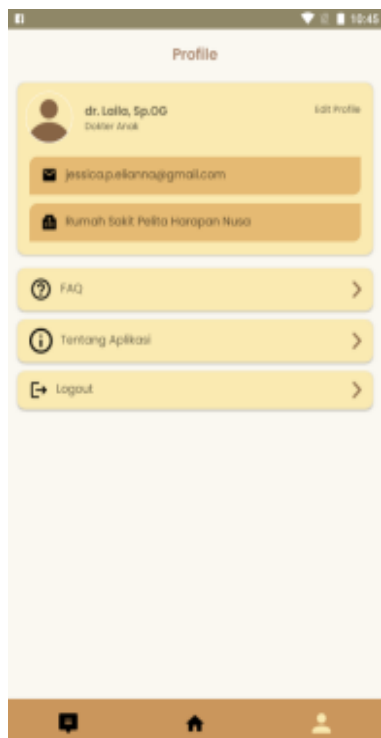 10:45
Profile
dr. Laila, Sp.OG
Edit Profile
Dokter Anak
jessica.p.elianna@gmail.com
Rumah Sakit Pelita Harapan Nusa
FAQ
Tentang Aplikasi
Logout